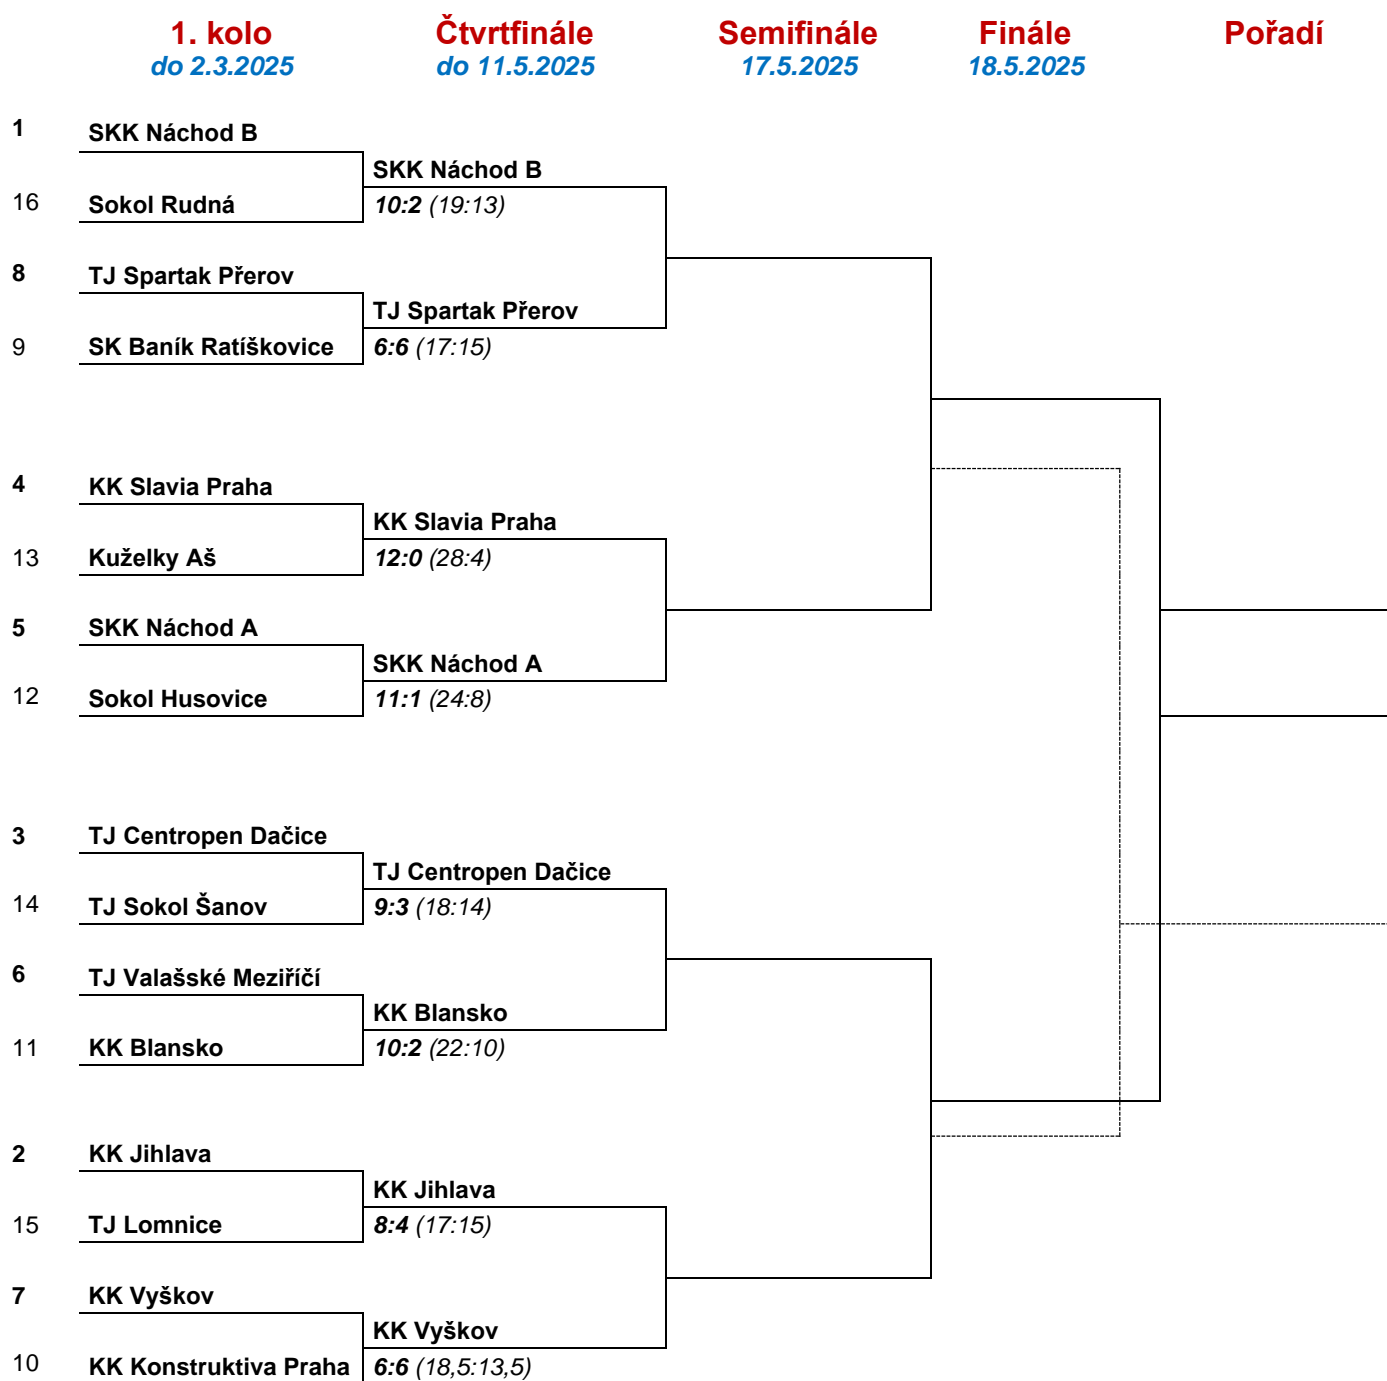 1. kolo Čtvrtfinále Semifinále Finále Pořadí
do 2.3.2025 do 11.5.2025 17.5.2025 18.5.2025
1 SKK Náchod B
SKK Náchod B
16 Sokol Rudná 10:2 (19:13)
8 TJ Spartak Přerov
TJ Spartak Přerov
9 SK Baník Ratíškovice 6:6 (17:15)
4 KK Slavia Praha
KK Slavia Praha
13 Kuželky Aš 12:0 (28:4)
5 SKK Náchod A
SKK Náchod A
12 Sokol Husovice 11:1 (24:8)
3 TJ Centropen Dačice
TJ Centropen Dačice
14 TJ Sokol Šanov 9:3 (18:14)
6 TJ Valašské Meziříčí
KK Blansko
11 KK Blansko 10:2 (22:10)
2 KK Jihlava
KK Jihlava
15 TJ Lomnice 8:4 (17:15)
7 KK Vyškov
KK Vyškov
10 KK Konstruktiva Praha 6:6 (18,5:13,5)